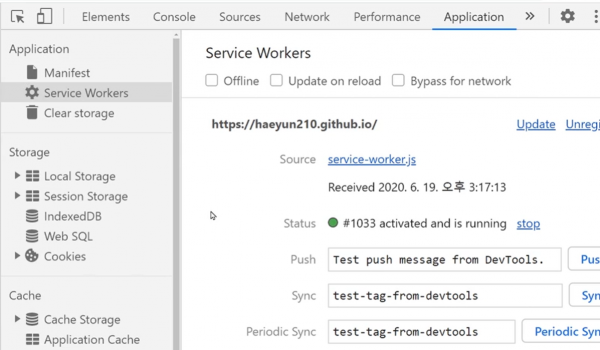 Elements Console Sources Network Performance Application »
Application
Manifest
Service Workers
Clear storage
Storage
Local Storage
Session Storage
IndexedDB
Web SQL
Cookies
Cache
Cache Storage
Application Cache
Service Workers
Offline Update on reload Bypass for network
https://haeyun210.github.io/ Update Unregi
Source service-worker.js
Received 2020. 6. 19. 오후 3:17:13
Status #1033 activated and is running stop
Push Test push message from DevTools. Pus
Sync test-tag-from-devtools Syn
Periodic Sync test-tag-from-devtools Periodic Syn